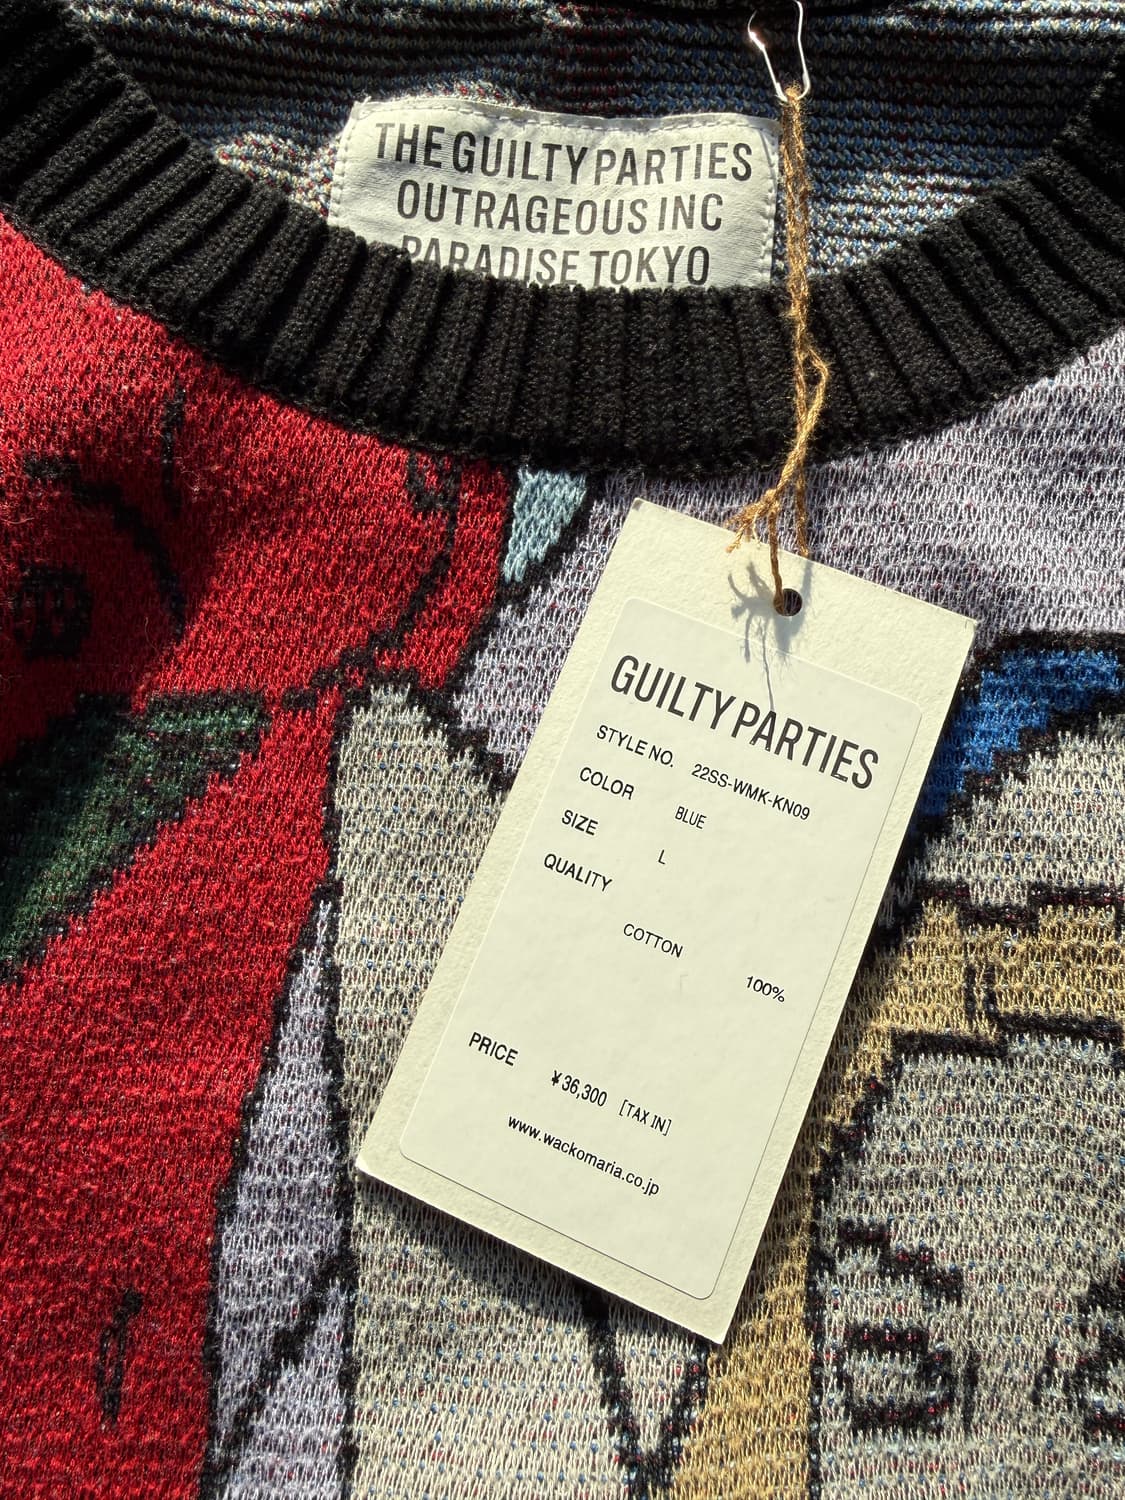 THE GUILTY PARTIES
OUTRAGEOUS INC
PARADISE TOKYO
GUILTY PARTIES
STYLE NO. 22SS-WMK-KN09
COLOR BLUE
SIZE L
QUALITY
COTTON
100%
PRICE
¥36,300 [TAX IN]
www.wackomaria.co.jp